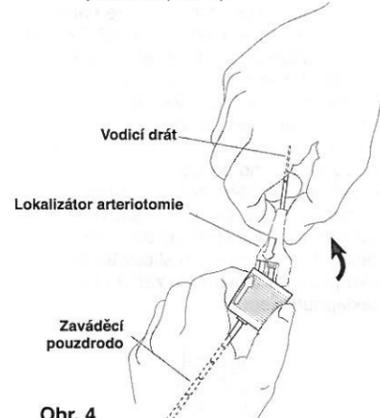 Vodicí drát
Lokalizátor arteriotomie
Zaváděcí
pouzdrodo
Obr. 4